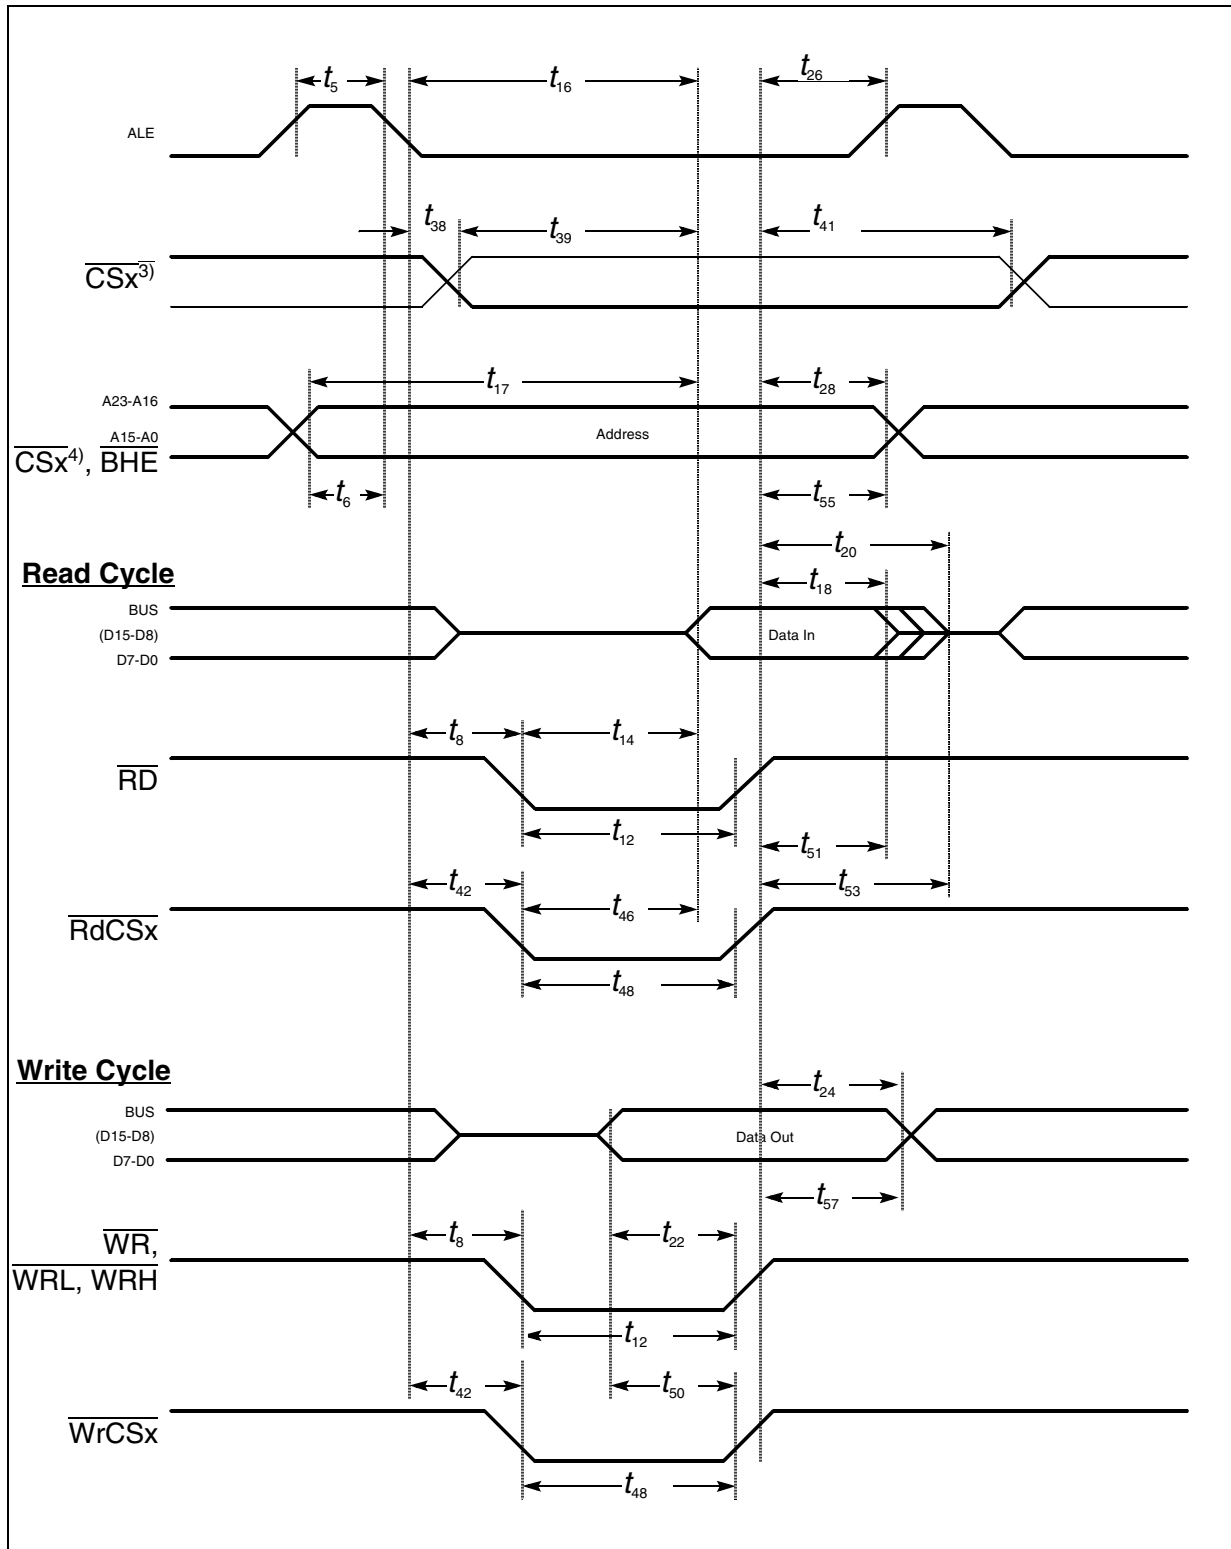 t5 t16 t26
ALE
t38 t39 t41
CSx3)
t17 t28
A23-A16
A15-A0 Address
CSx4), BHE
t6 t55
t20
Read Cycle
t18
BUS
(D15-D8) Data In
D7-D0
t8 t14
RD
t12 t51
t42 t53
t46
RdCSx
t48
Write Cycle
t24
BUS
(D15-D8) Data Out
D7-D0
t57
WR, t8 t22
WRL, WRH
t12
t42 t50
WrCSx
t48